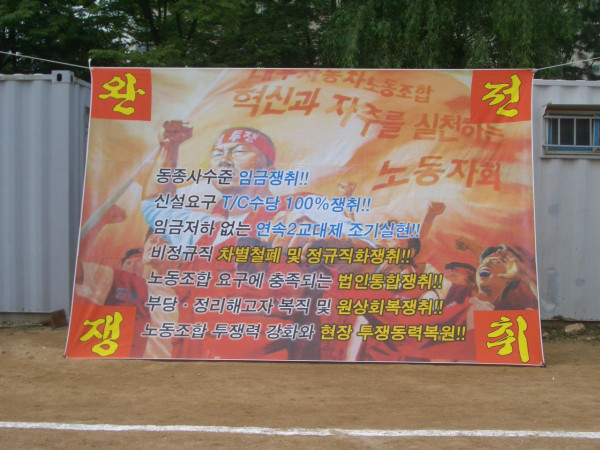 완
전
대우자동차노동조합
혁신과 자주를 실천하는
노동자회
투쟁
동종사수준 임금쟁취!!
신설요구 T/C수당 100%쟁취!!
임금저하 없는 연속2교대제 조기실현!!
비정규직 차별철폐 및 정규직화쟁취!!
노동조합 요구에 충족되는 법인통합쟁취!!
부당·정리해고자 복직 및 원상회복쟁취!!
노동조합 투쟁력 강화와 현장 투쟁동력복원!!
쟁
취